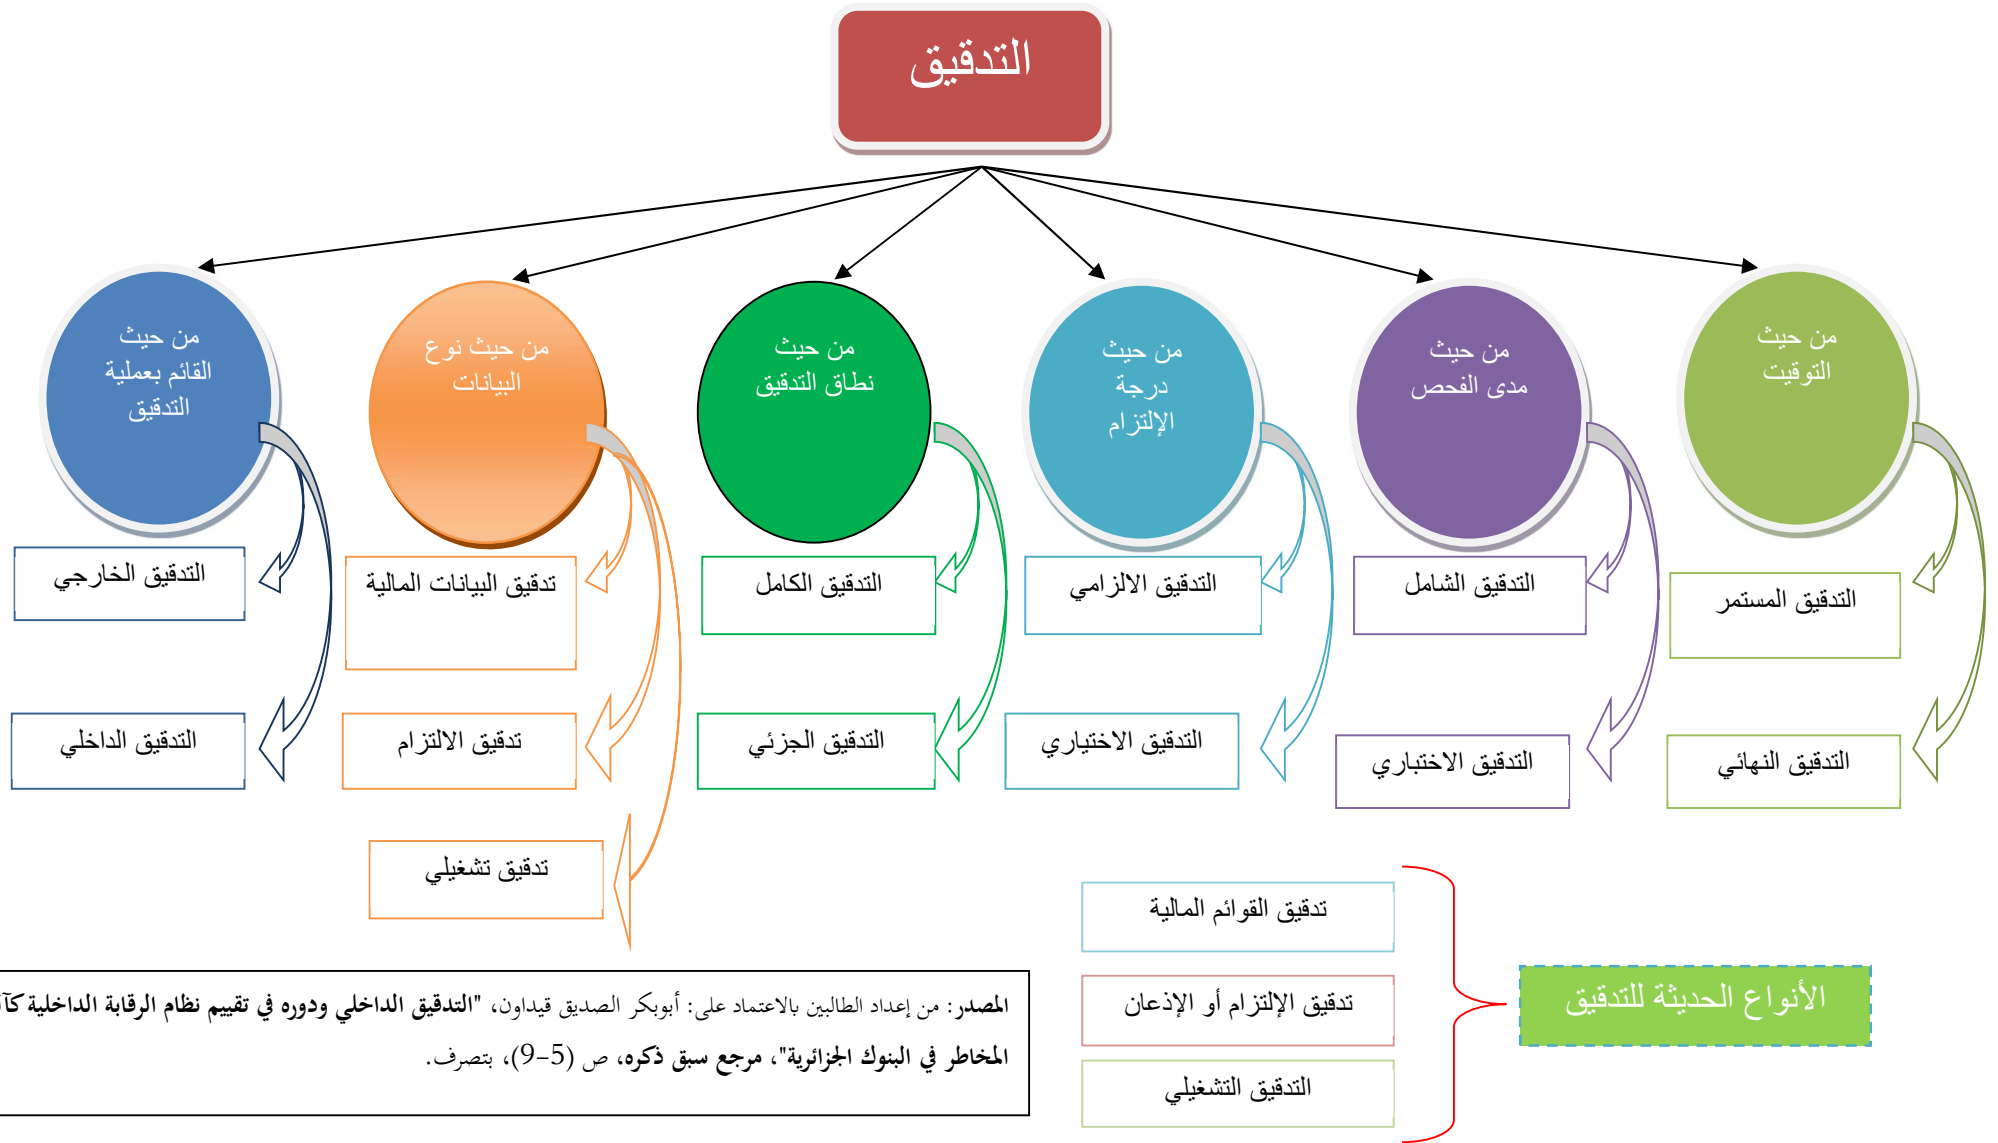 التدقيق
من حيث
التوقيت
من حيث
مدى الفحص
من حيث
درجة
الإلتزام
من حيث
نطاق التدقيق
من حيث نوع
البيانات
من حيث
القائم بعملية
التدقيق
التدقيق المستمر
التدقيق الشامل
التدقيق الالزامي
التدقيق الكامل
تدقيق البيانات المالية
التدقيق الخارجي
التدقيق النهائي
التدقيق الاختباري
التدقيق الاختياري
التدقيق الجزئي
تدقيق الالتزام
التدقيق الداخلي
تدقيق تشغيلي
الأنواع الحديثة للتدقيق
تدقيق القوائم المالية
تدقيق الإلتزام أو الإذعان
التدقيق التشغيلي
المصدر: من إعداد الطالبين بالاعتماد على: أبوبكر الصديق قيداون، "التدقيق الداخلي ودوره في تقييم نظام الرقابة الداخلية
المخاطر في البنوك الجزائرية"، مرجع سبق ذكره، ص (5-9)، بتصرف.